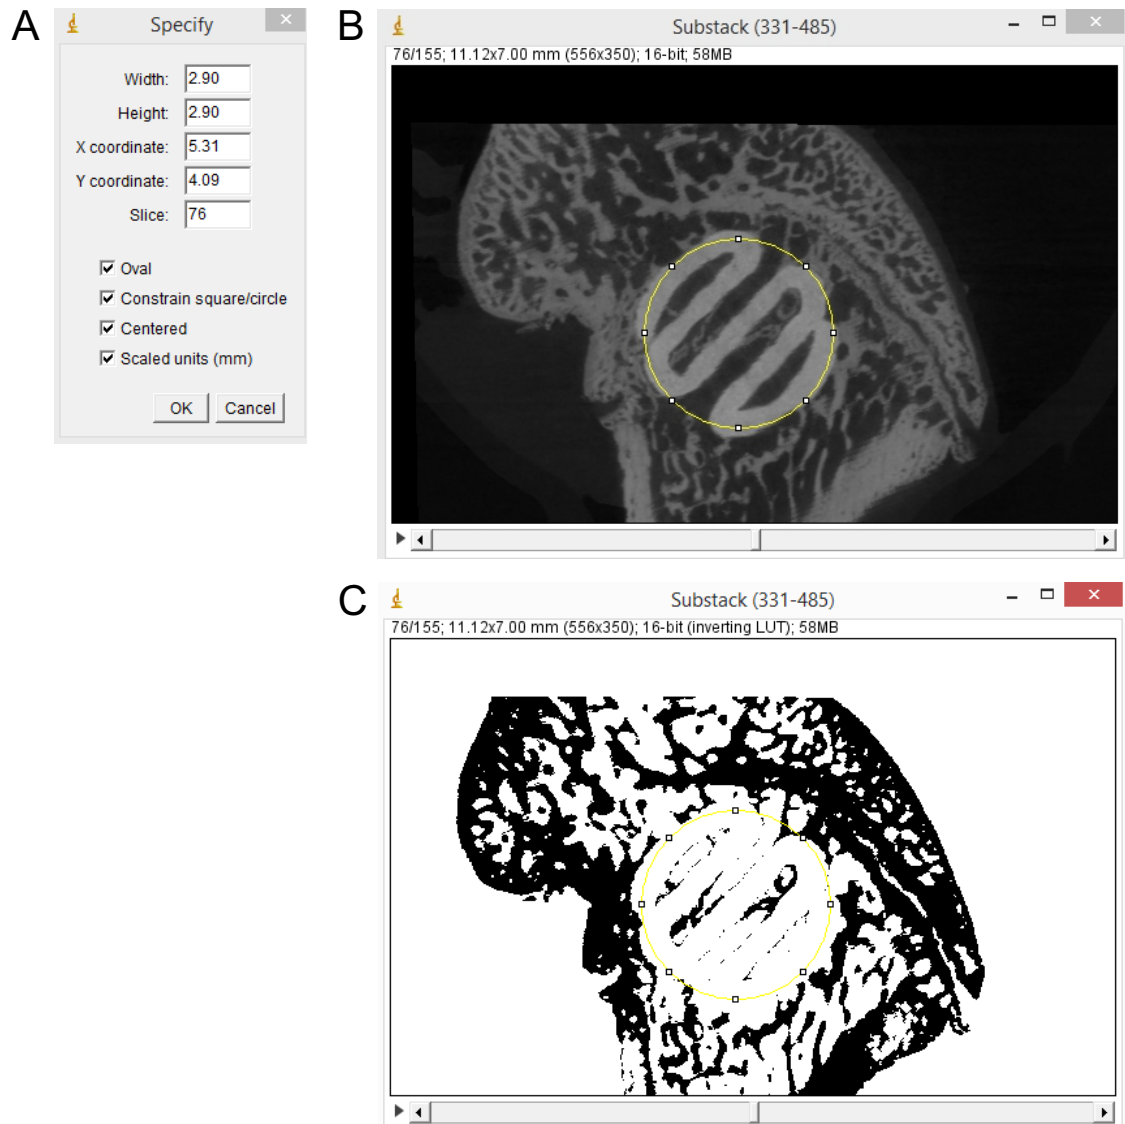 A
Specify
Width: 2.90
Height: 2.90
X coordinate: 5.31
Y coordinate: 4.09
Slice: 76
Oval
Constrain square/circle
Centered
Scaled units (mm)
OK Cancel
B
Substack (331-485)
76/155; 11.12x7.00 mm (556x350); 16-bit; 58MB
C
Substack (331-485)
76/155; 11.12x7.00 mm (556x350); 16-bit (inverting LUT); 58MB